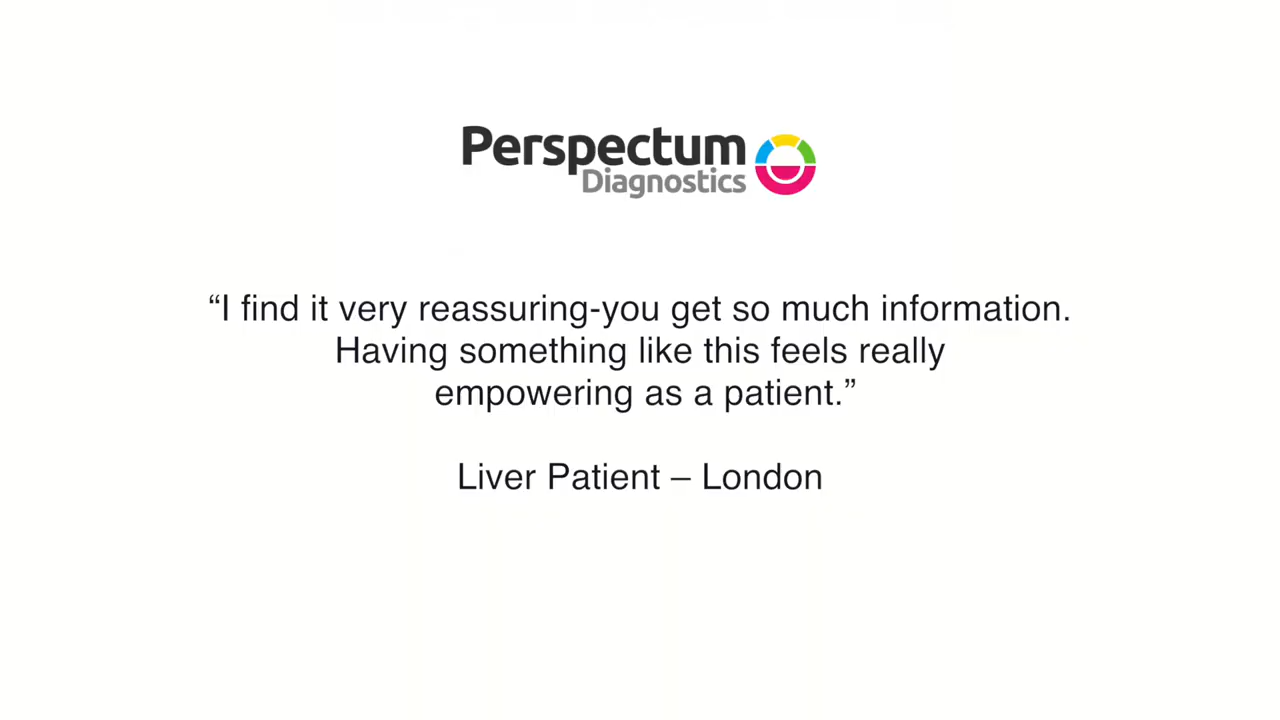 Perspectum
Diagnostics
“I find it very reassuring-you get so much information.
Having something like this feels really
empowering as a patient.”
Liver Patient – London